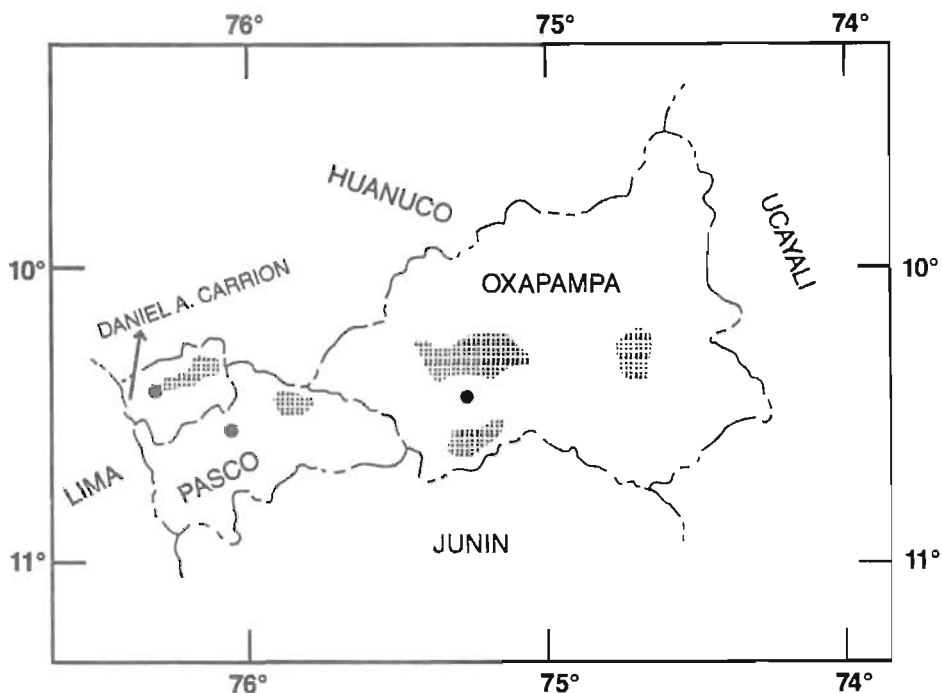 76°
75°
74°
HUANUCO
UCAYALI
10°
10°
DANIEL A. CARRION
OXAPAMPA
LIMA
PASCO
JUNIN
11°
11°
76°
75°
74°